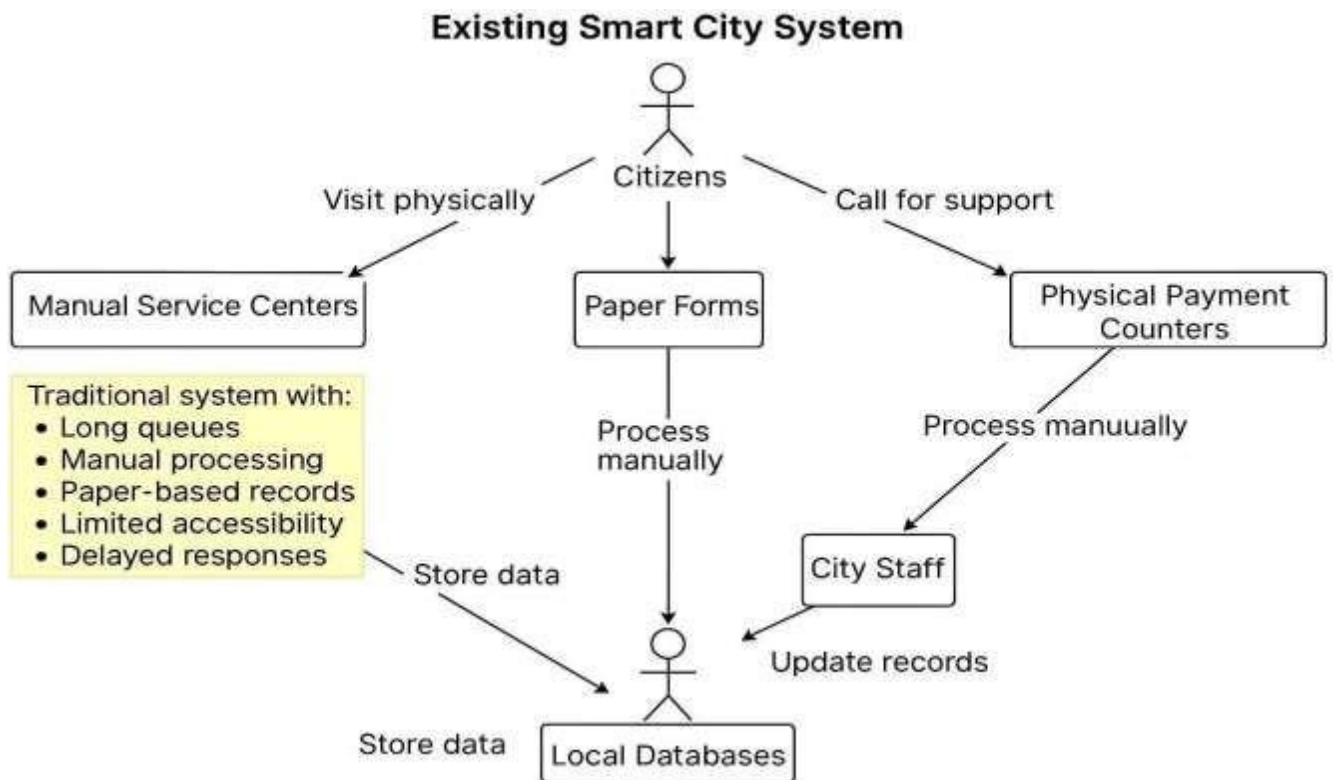 Existing Smart City System
Citizens
Visit physically
Call for support
Manual Service Centers
Paper Forms
Physical Payment
Counters
Traditional system with:
• Long queues
• Manual processing
• Paper-based records
• Limited accessibility
• Delayed responses
Process
manually
Process manuually
City Staff
Store data
Update records
Store data
Local Databases